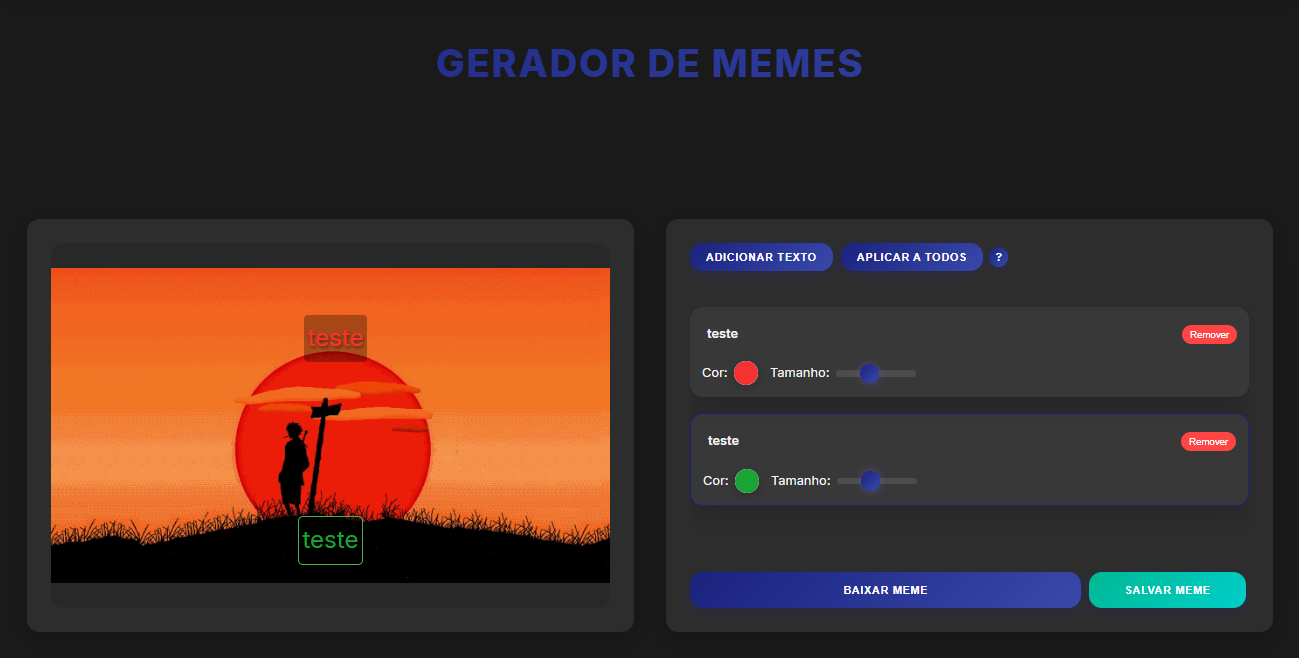 GERADOR DE MEMES
teste
teste
ADICIONAR TEXTO APLICAR A TODOS ?
teste Remover
Cor: Tamanho:
teste Remover
Cor: Tamanho:
BAIXAR MEME SALVAR MEME